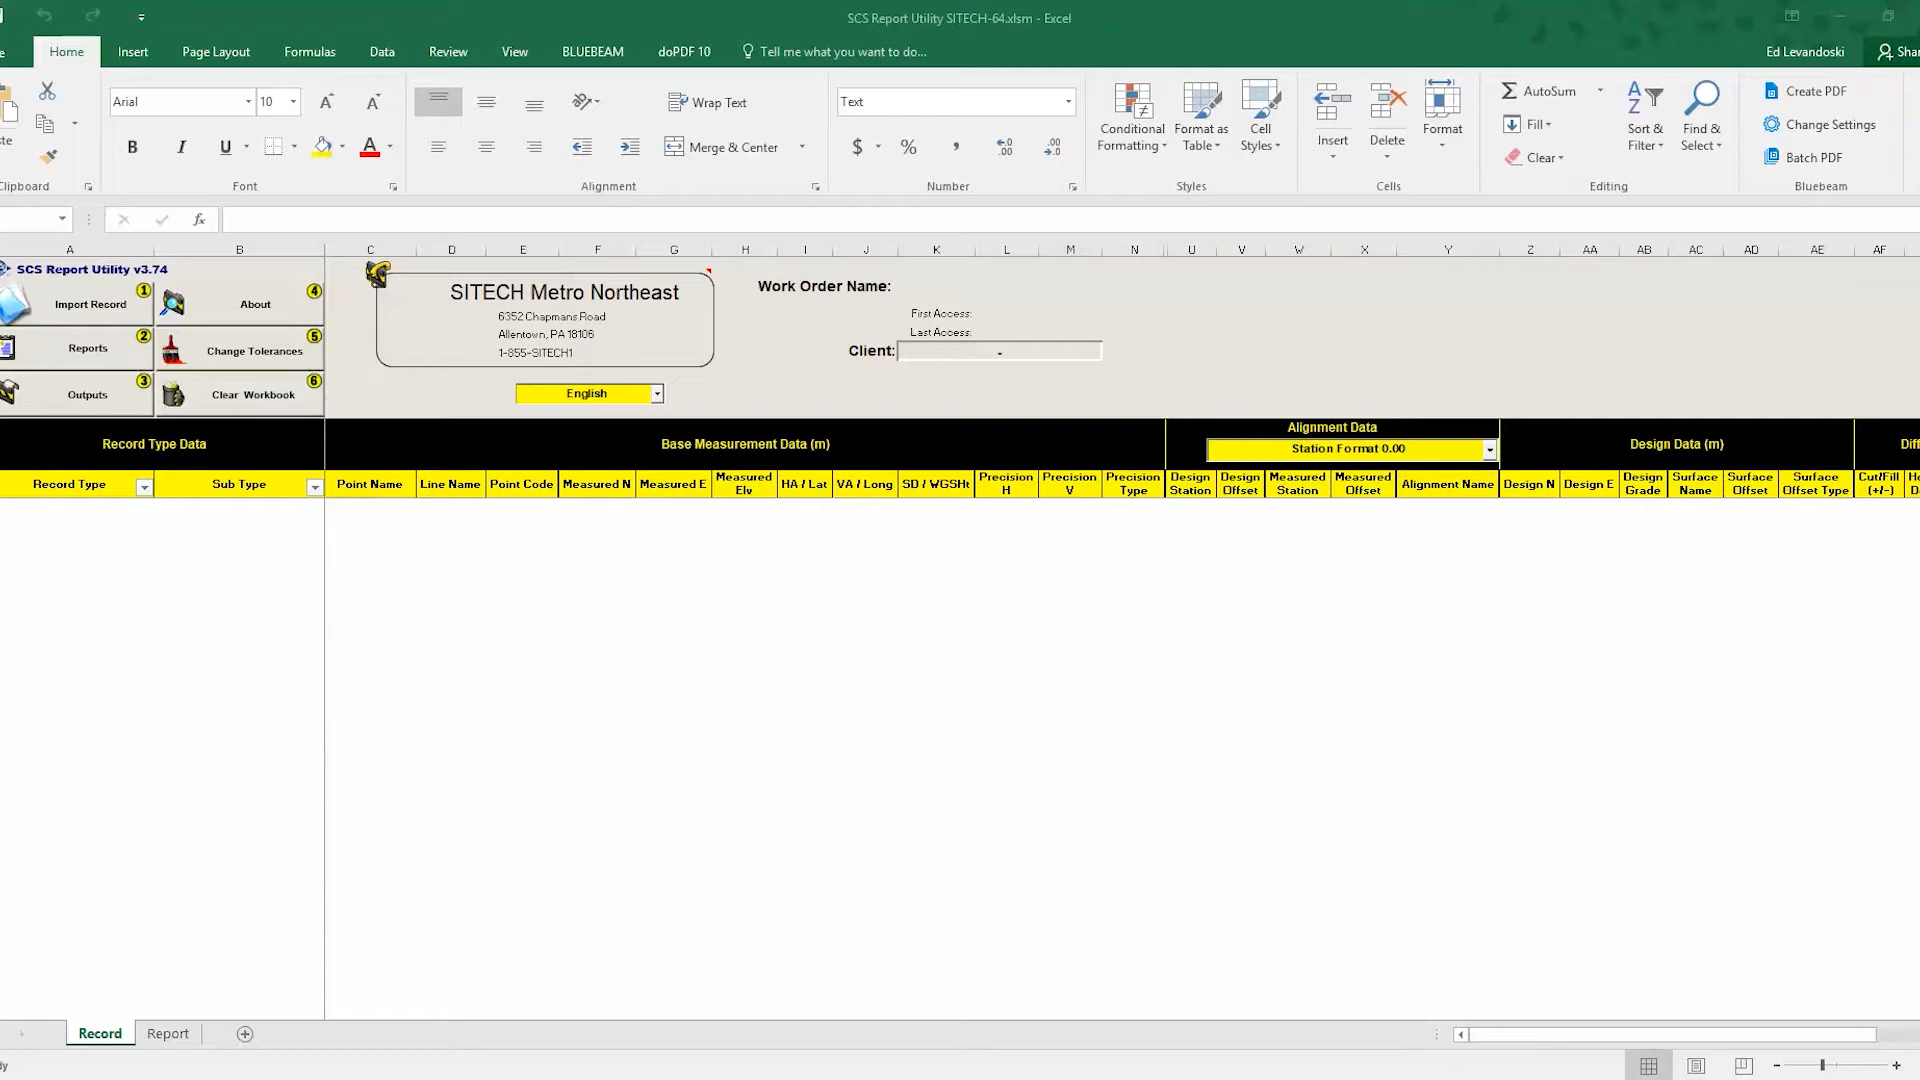 SCS Report Utility SITECH-64.xlsm - Excel
Home Insert Page Layout Formulas Data Review View BLUEBEAM doPDF 10 Tell me what you want to do... Ed Levandoski
Arial 10 A A Wrap Text Text AutoSum Create PDF
Conditional Formatting Format as Table Cell Styles Insert Delete Format Fill Sort & Filter Find & Select Change Settings
B I U A Merge & Center $ % , Clear Batch PDF
Clipboard Font Alignment Number Styles Cells Editing Bluebeam
fx
A B C D E F G H I J K L M N U V W X Y Z AA AB AC AD AE AF
SCS Report Utility v3.74
Import Record 1 About 4
Reports 2 Change Tolerances 5
Outputs 3 Clear Workbook 6
SITECH Metro Northeast
6352 Chapmans Road
Allentown, PA 18106
1-855-SITECH1
English
Work Order Name:
First Access:
Last Access:
Client: -
Record Type Data Base Measurement Data (m) Alignment Data Design Data (m)
Station Format 0.00
Record Type Sub Type Point Name Line Name Point Code Measured N Measured E Measured Elv HA / Lat VA / Long SD / WGSHt Precision H Precision V Precision Type Design Station Design Offset Measured Station Measured Offset Alignment Name Design N Design E Design Grade Surface Name Surface Offset Surface Offset Type Cut/Fill (+/-)
Record Report